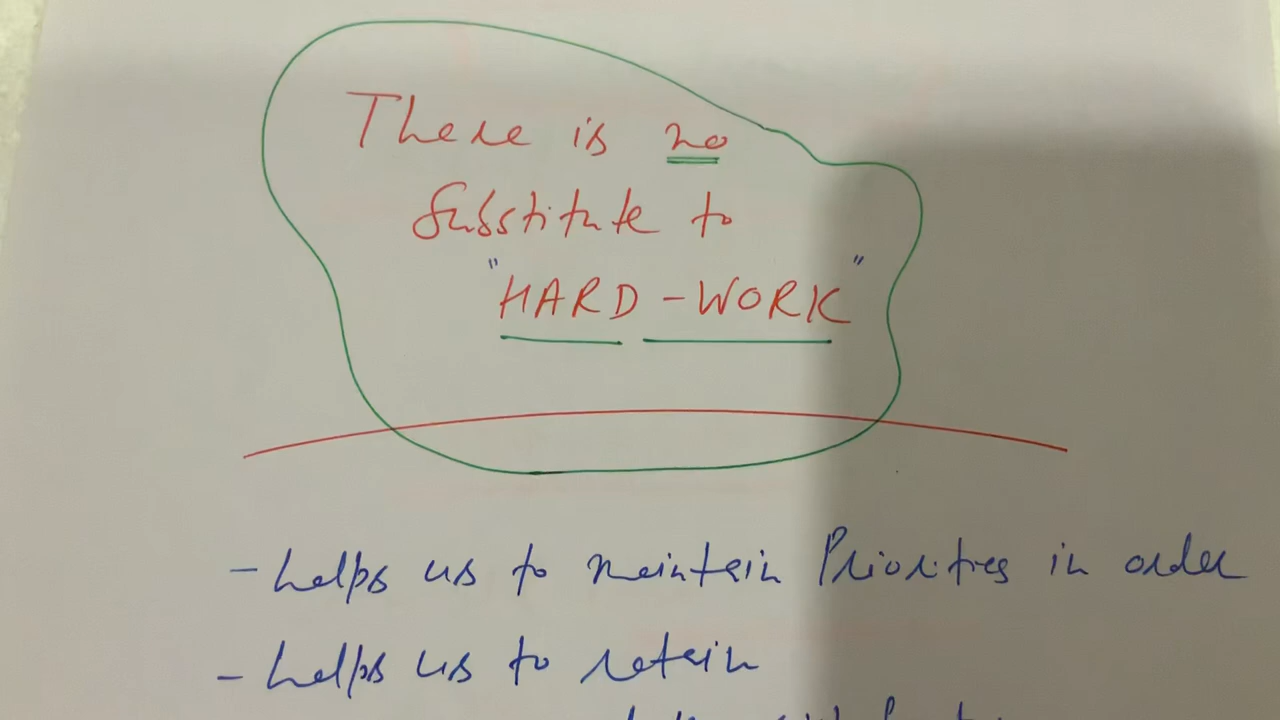 There is no
Substitute to
"HARD-WORK"
- helps us to maintain Priorities in order
- helps us to retain